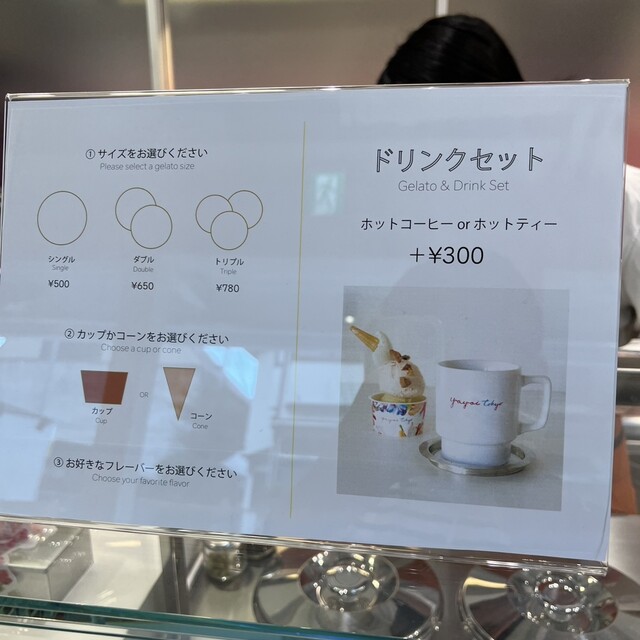 ① サイズをお選びください
Please select a gelato size
シングル
Single
¥500
ダブル
Double
¥650
トリプル
Triple
¥780
② カップかコーンをお選びください
Choose a cup or cone
カップ
Cup
OR
コーン
Cone
③ お好きなフレーバーをお選びください
Choose your favorite flavor
ドリンクセット
Gelato & Drink Set
ホットコーヒー or ホットティー
＋¥300